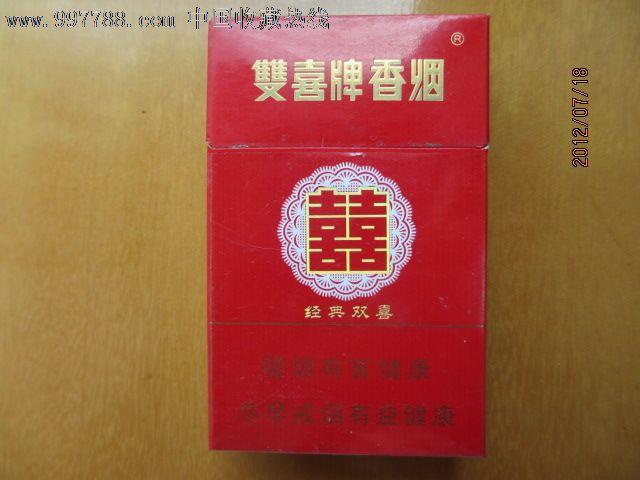 www.997788.com 中国收藏热线
雙喜牌香烟
®
囍
经典双喜
吸烟有害健康
尽早戒烟有益健康
2012/07/18